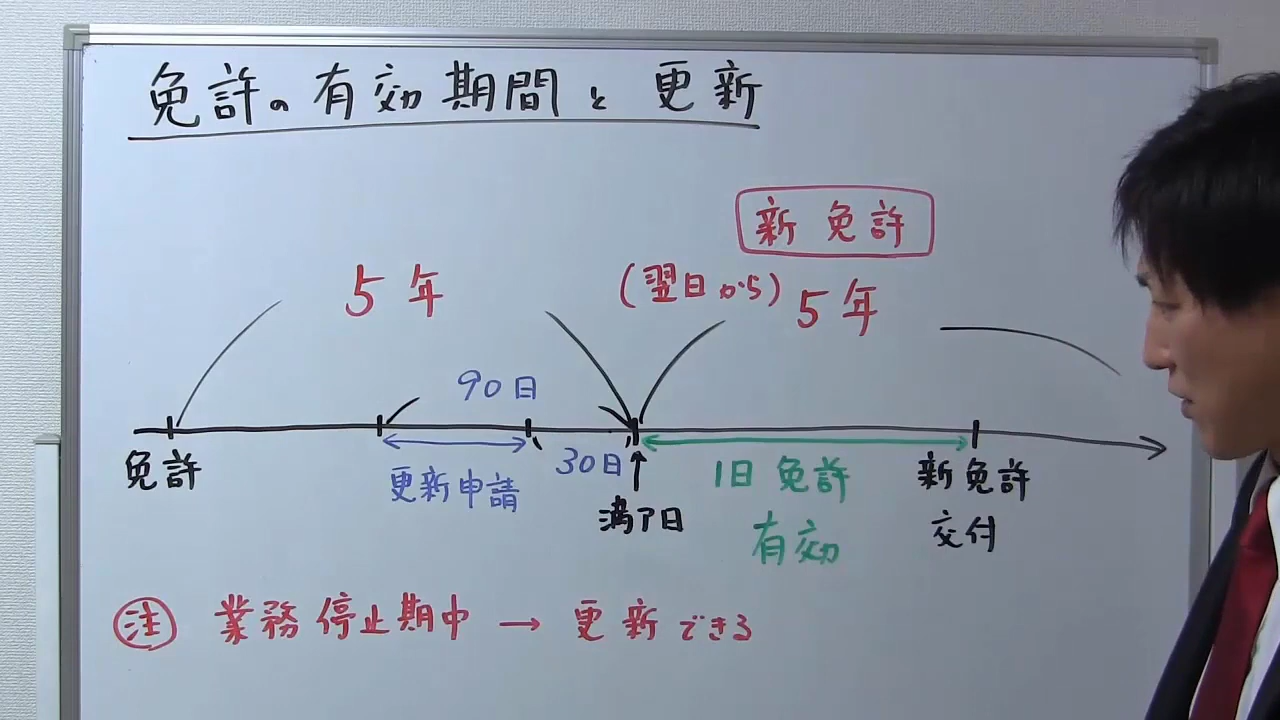 免許の有効期間と更新
新免許
5年
(翌日から) 5年
90日
30日
免許
更新申請
満了日
1日免許
有効
新免許
交付
注 業務停止期中 → 更新できる